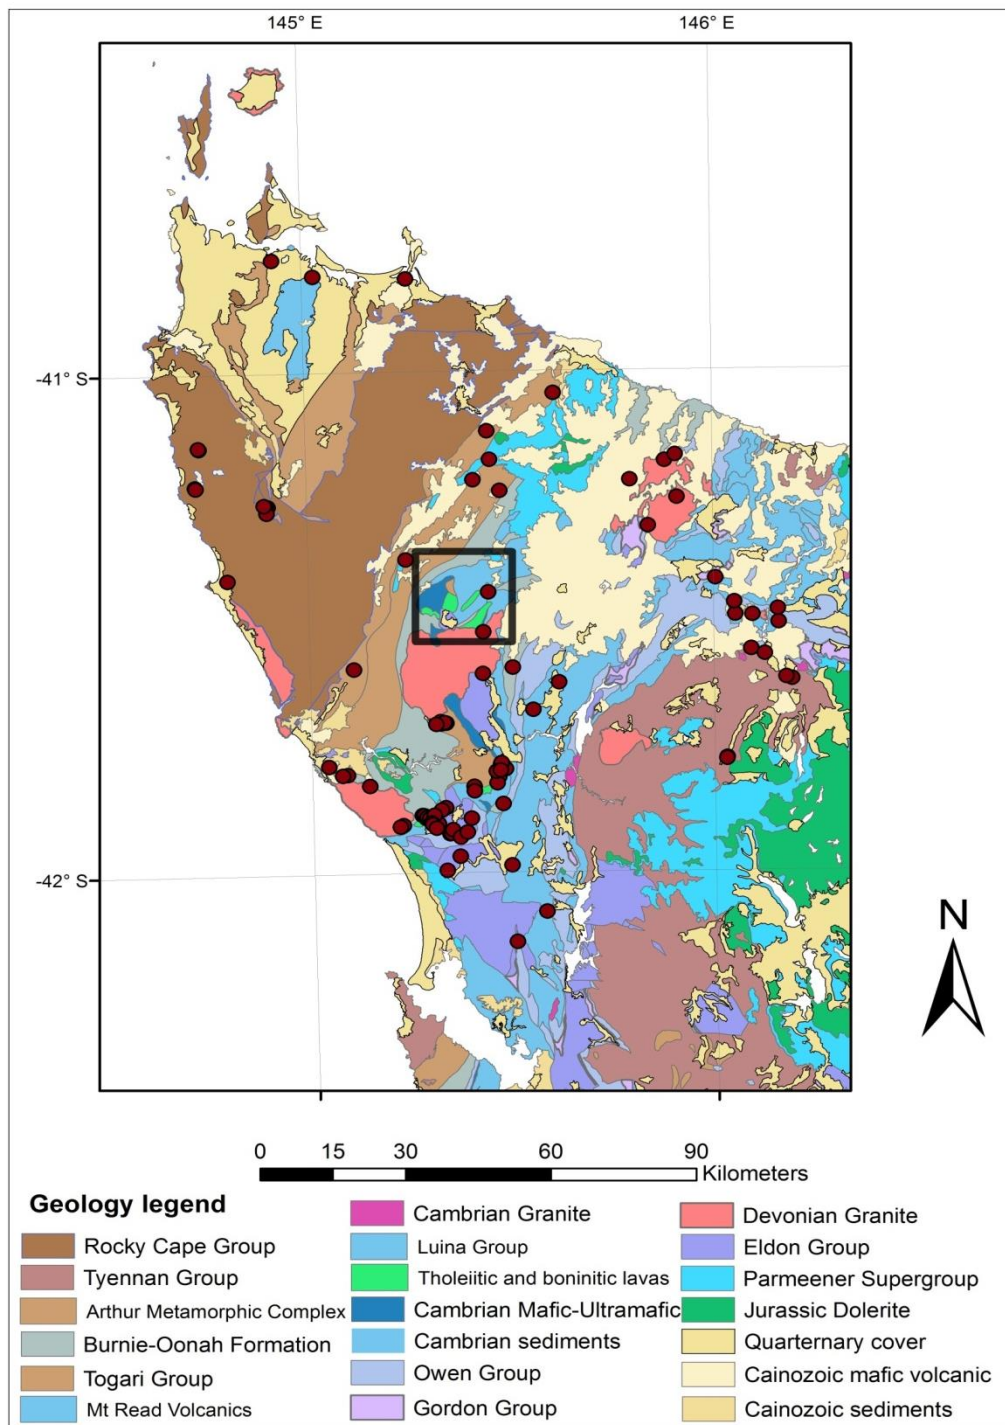 145° E 146° E
-41° S
-42° S
N
0 15 30 60 90
Kilometers
Geology legend
Rocky Cape Group
Tyennan Group
Arthur Metamorphic Complex
Burnie-Oonah Formation
Togari Group
Mt Read Volcanics
Cambrian Granite
Luina Group
Tholeiitic and boninitic lavas
Cambrian Mafic-Ultramafic
Cambrian sediments
Owen Group
Gordon Group
Devonian Granite
Eldon Group
Parmeener Supergroup
Jurassic Dolerite
Quarternary cover
Cainozoic mafic volcanic
Cainozoic sediments